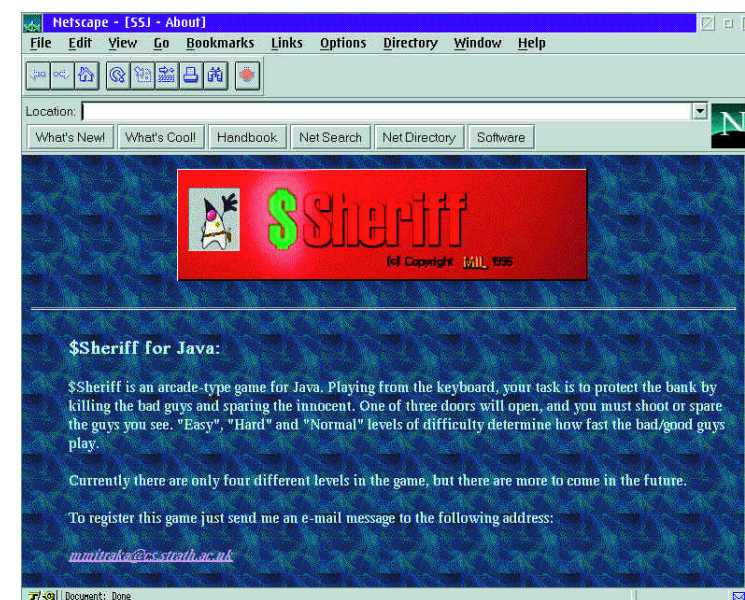 Netscape - [SSJ - About]
File Edit View Go Bookmarks Links Options Directory Window Help
Location:
What's New! What's Cool! Handbook Net Search Net Directory Software
N
$Sheriff
(c) Copyright MIL 1996
$Sheriff for Java:
$Sheriff is an arcade-type game for Java. Playing from the keyboard, your task is to protect the bank by
killing the bad guys and sparing the innocent. One of three doors will open, and you must shoot or spare
the guys you see. "Easy", "Hard" and "Normal" levels of difficulty determine how fast the bad/good guys
play.
Currently there are only four different levels in the game, but there are more to come in the future.
To register this game just send me an e-mail message to the following address:
mmitraka@cs.strath.ac.uk
Document: Done